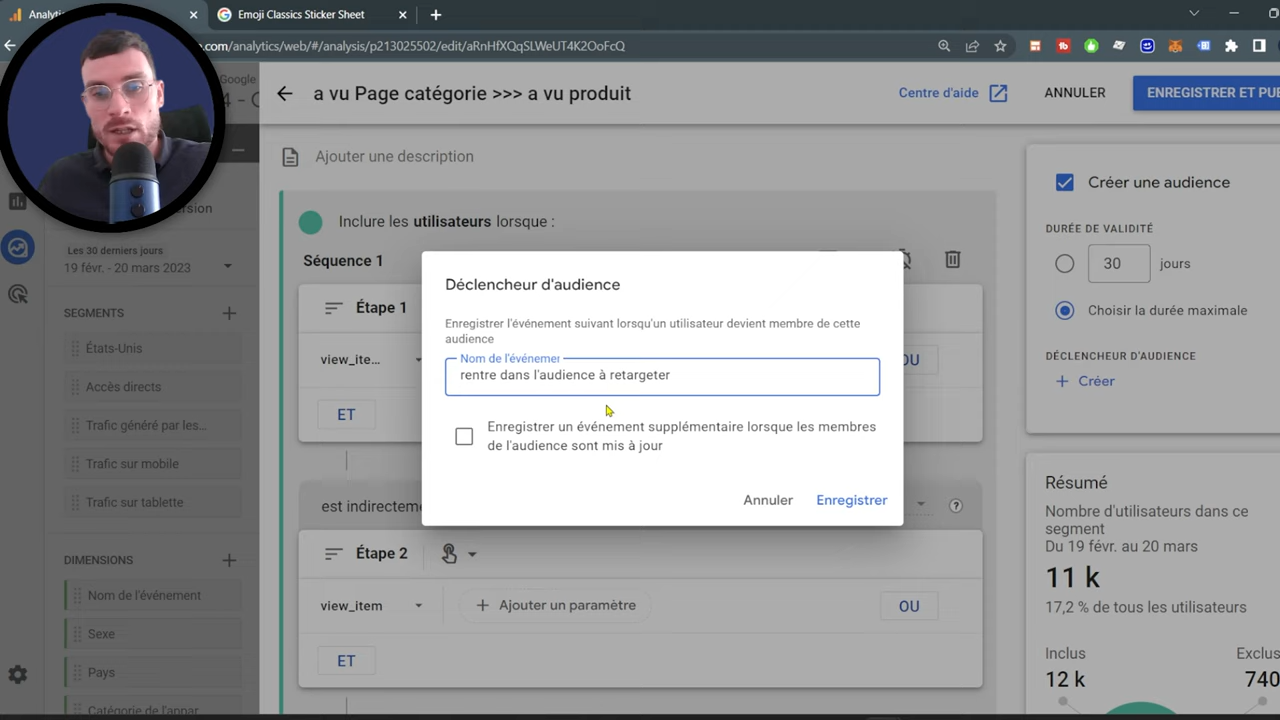 Analy
Emoji Classics Sticker Sheet
.com/analytics/web/#/analysis/p213025502/edit/aRnHfXQqSLWeUT4K2OoFcQ
Google
a vu Page catégorie >>> a vu produit
Centre d'aide
ANNULER
ENREGISTRER ET PUB
Ajouter une description
Créer une audience
Les 30 derniers jours
19 févr. - 20 mars 2023
Inclure les utilisateurs lorsque :
DURÉE DE VALIDITÉ
Séquence 1
30 jours
Choisir la durée maximale
SEGMENTS
Étape 1
États-Unis
view_ite...
OU
DÉCLENCHEUR D'AUDIENCE
Accès directs
Créer
ET
Trafic généré par les...
Trafic sur mobile
Trafic sur tablette
Déclencheur d'audience
Enregistrer l'événement suivant lorsqu'un utilisateur devient membre de cette
audience
Nom de l'événemer
rentre dans l'audience à retargeter
Enregistrer un événement supplémentaire lorsque les membres
de l'audience sont mis à jour
Annuler
Enregistrer
Résumé
Nombre d'utilisateurs dans ce
segment
Du 19 févr. au 20 mars
11 k
17,2 % de tous les utilisateurs
Inclus
Exclus
12 k
740
est indirecteme
Étape 2
view_item
Ajouter un paramètre
OU
ET
DIMENSIONS
Nom de l'événement
Sexe
Pays
Catégorie de l'appar